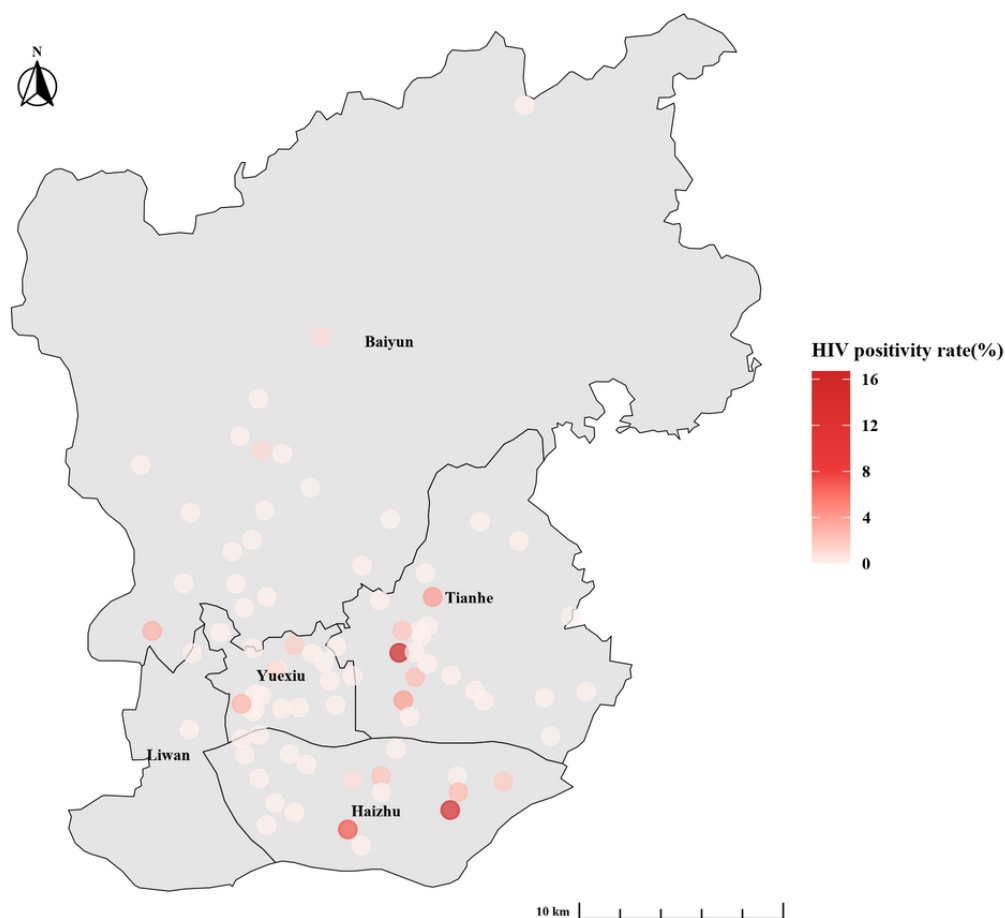 N
Baiyun
HIV positivity rate(%)
16
12
8
4
0
Tianhe
Yuexiu
Liwan
Haizhu
10 km